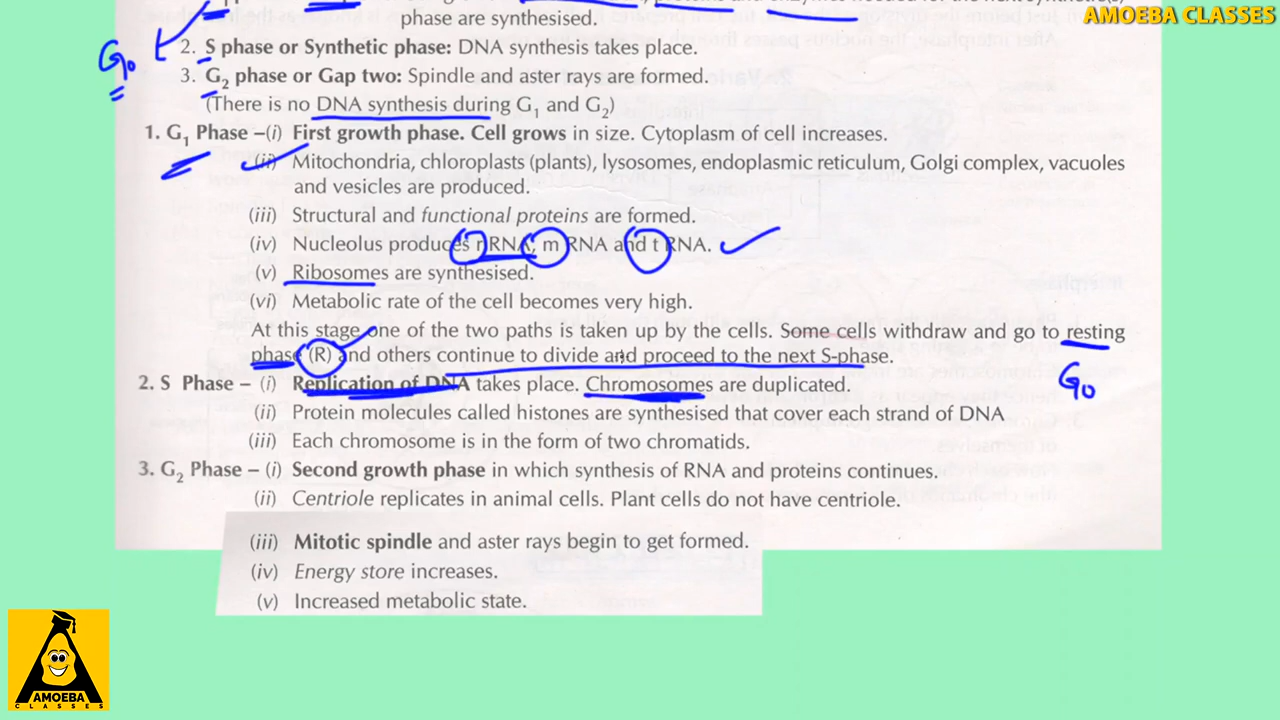 AMOEBA CLASSES
phase are synthesised.
2. S phase or Synthetic phase: DNA synthesis takes place.
3. G2 phase or Gap two: Spindle and aster rays are formed.
(There is no DNA synthesis during G1 and G2)
G0
1. G1 Phase –(i) First growth phase. Cell grows in size. Cytoplasm of cell increases.
(ii) Mitochondria, chloroplasts (plants), lysosomes, endoplasmic reticulum, Golgi complex, vacuoles
and vesicles are produced.
(iii) Structural and functional proteins are formed.
(iv) Nucleolus produces rRNA, m RNA and t RNA.
(v) Ribosomes are synthesised.
(vi) Metabolic rate of the cell becomes very high.
At this stage one of the two paths is taken up by the cells. Some cells withdraw and go to resting
phase (R) and others continue to divide and proceed to the next S-phase.
G0
2. S Phase – (i) Replication of DNA takes place. Chromosomes are duplicated.
(ii) Protein molecules called histones are synthesised that cover each strand of DNA
(iii) Each chromosome is in the form of two chromatids.
3. G2 Phase – (i) Second growth phase in which synthesis of RNA and proteins continues.
(ii) Centriole replicates in animal cells. Plant cells do not have centriole.
(iii) Mitotic spindle and aster rays begin to get formed.
(iv) Energy store increases.
(v) Increased metabolic state.
AMOEBA
CLASSES